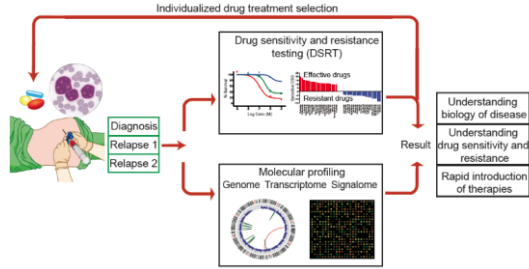 Individualized drug treatment selection
Drug sensitivity and resistance
testing (DSRT)
Effective drugs
Resistant drugs
% Survival
Log Conc (M)
Diagnosis
Relapse 1
Relapse 2
Molecular profiling
Genome Transcriptome Signalome
Result
Understanding
biology of disease
Understanding
drug sensitivity and
resistance
Rapid introduction
of therapies